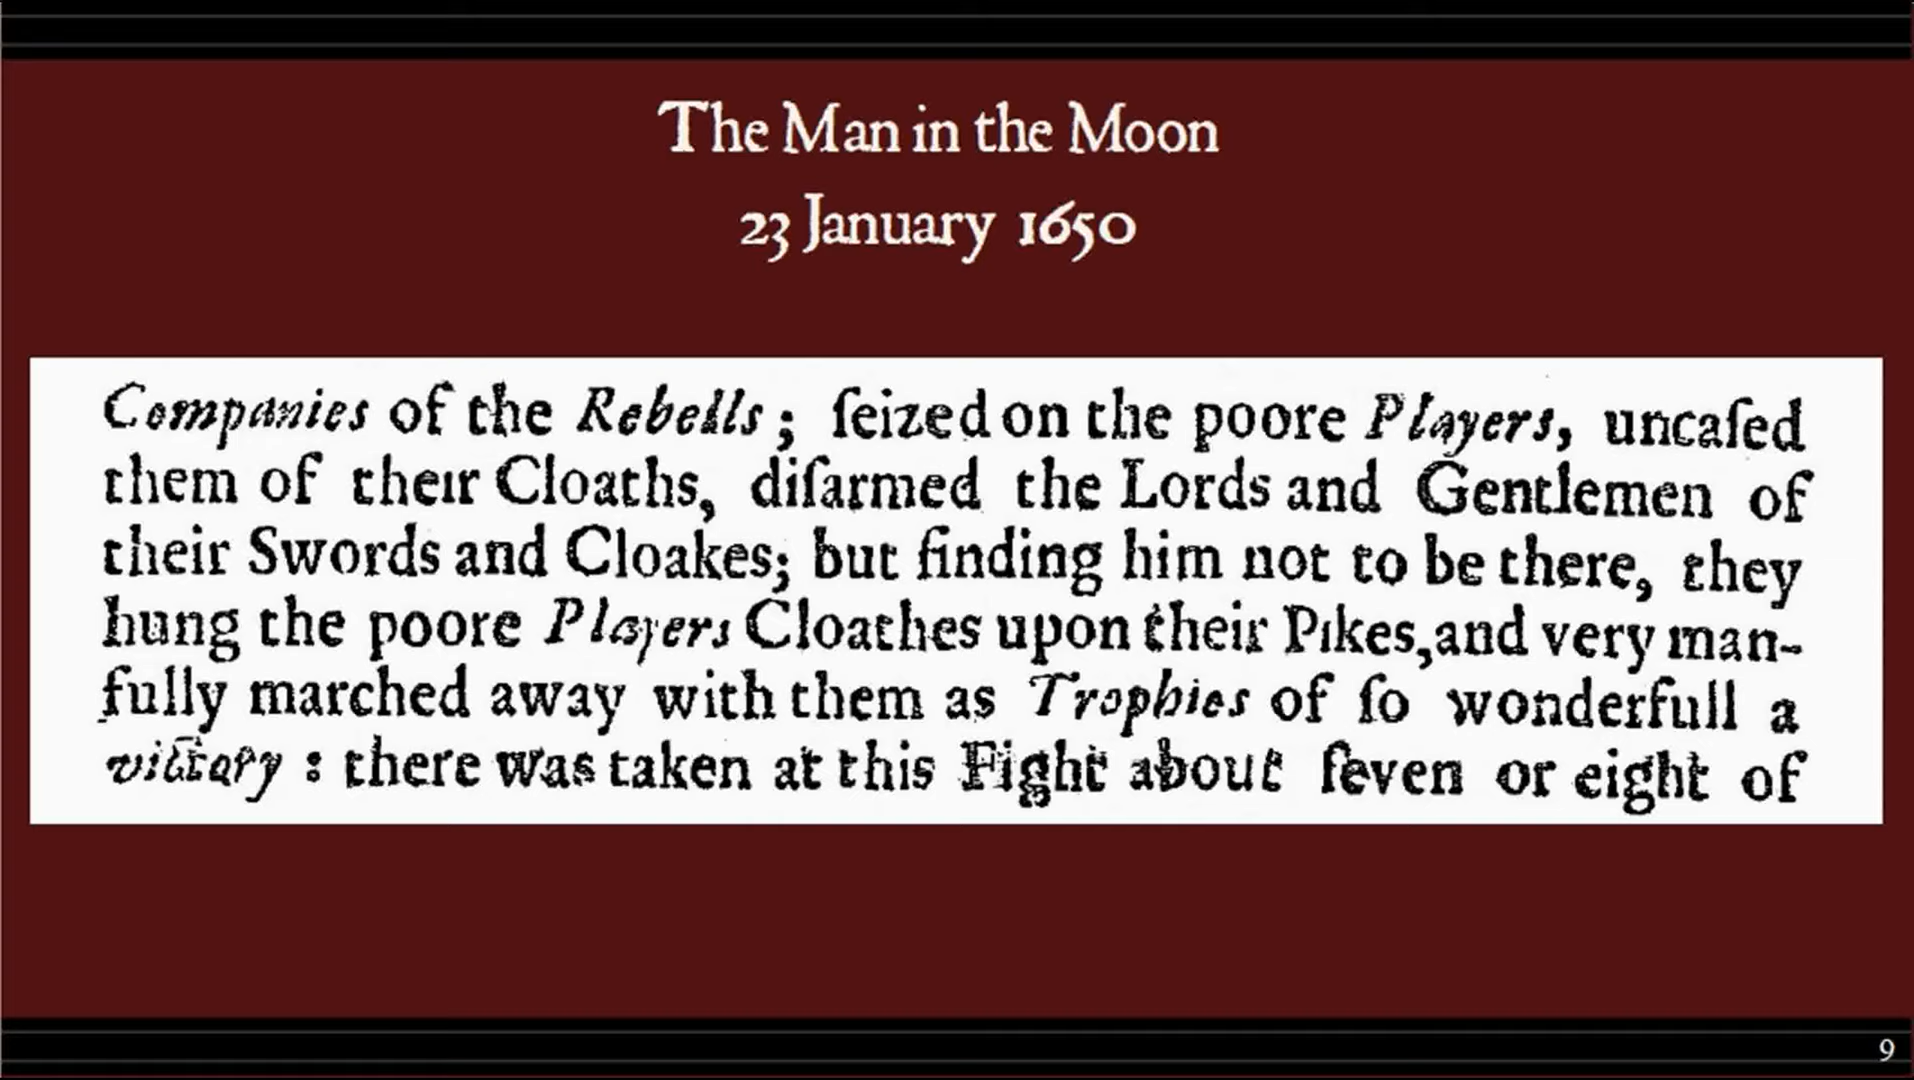 The Man in the Moon
23 January 1650
Companies of the Rebells; ſeized on the poore Players, uncaſed
them of their Cloaths, diſarmed the Lords and Gentlemen of
their Swords and Cloakes; but finding him not to be there, they
hung the poore Players Cloathes upon their Pikes, and very man-
fully marched away with them as Trophies of ſo wonderfull a
victory : there was taken at this Fight about ſeven or eight of
9